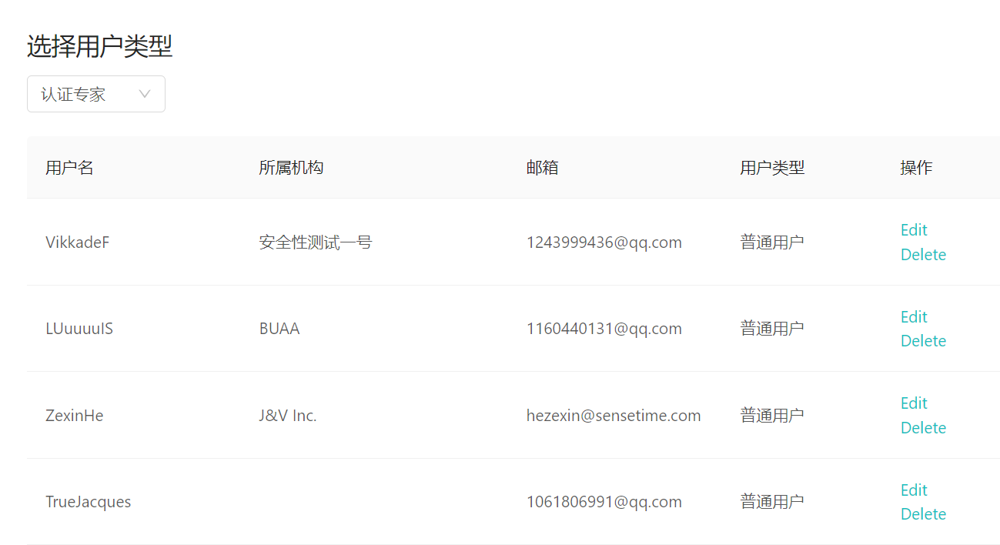 选择用户类型
认证专家
用户名 所属机构 邮箱 用户类型 操作
VikkadeF 安全性测试一号 1243999436@qq.com 普通用户 Edit
Delete
LUuuuuIS BUAA 1160440131@qq.com 普通用户 Edit
Delete
ZexinHe J&V Inc. hezexin@sensetime.com 普通用户 Edit
Delete
TrueJacques 1061806991@qq.com 普通用户 Edit
Delete